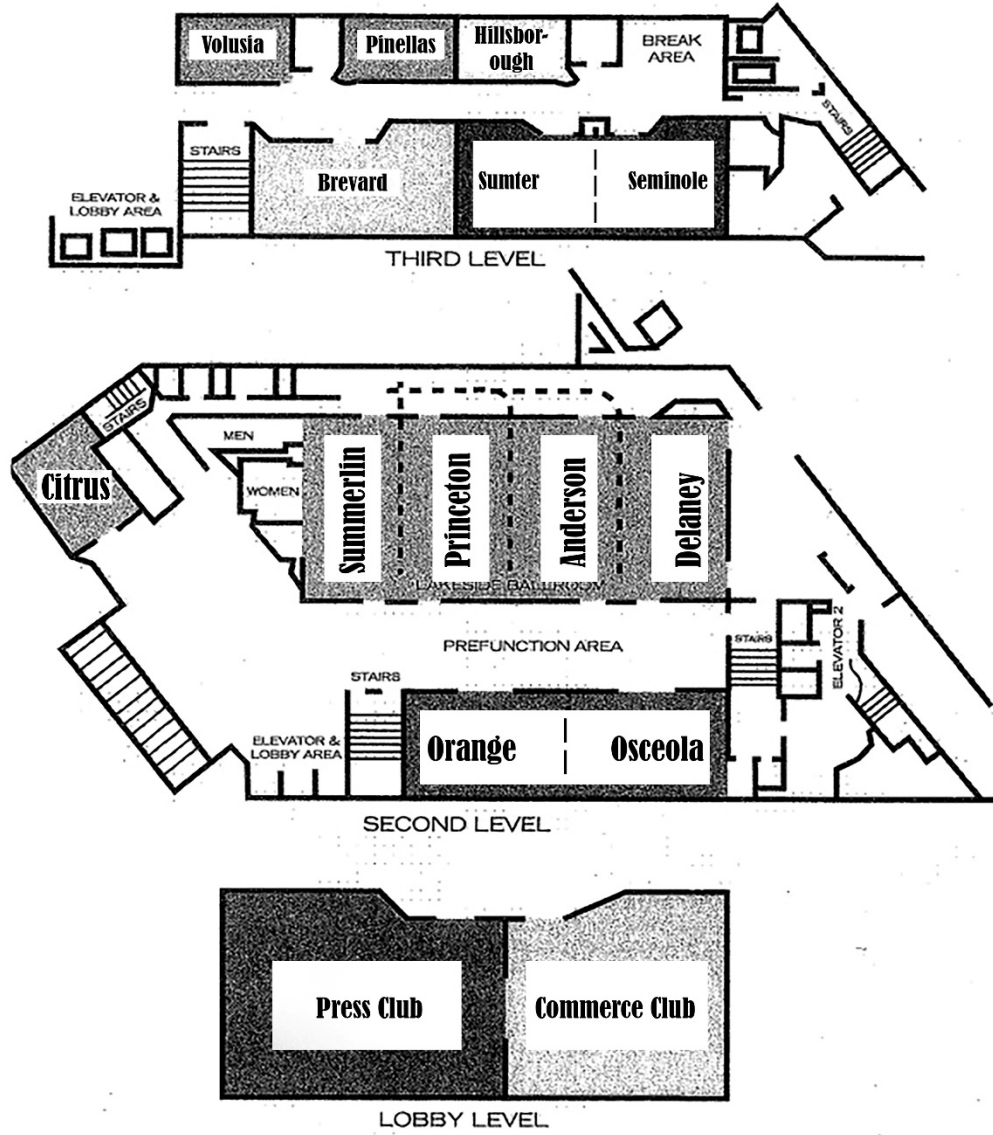 Volusia
Pinellas
Hillsbor-
ough
BREAK
AREA
STAIRS
STAIRS
Brevard
Sumter
Seminole
ELEVATOR &
LOBBY AREA
THIRD LEVEL
STAIRS
MEN
Citrus
WOMEN
Summerlin
Princeton
Anderson
Delaney
LAKESIDE BALLROOM
PREFUNCTION AREA
STAIRS
ELEVATOR 2
STAIRS
ELEVATOR &
LOBBY AREA
Orange
Osceola
SECOND LEVEL
Press Club
Commerce Club
LOBBY LEVEL